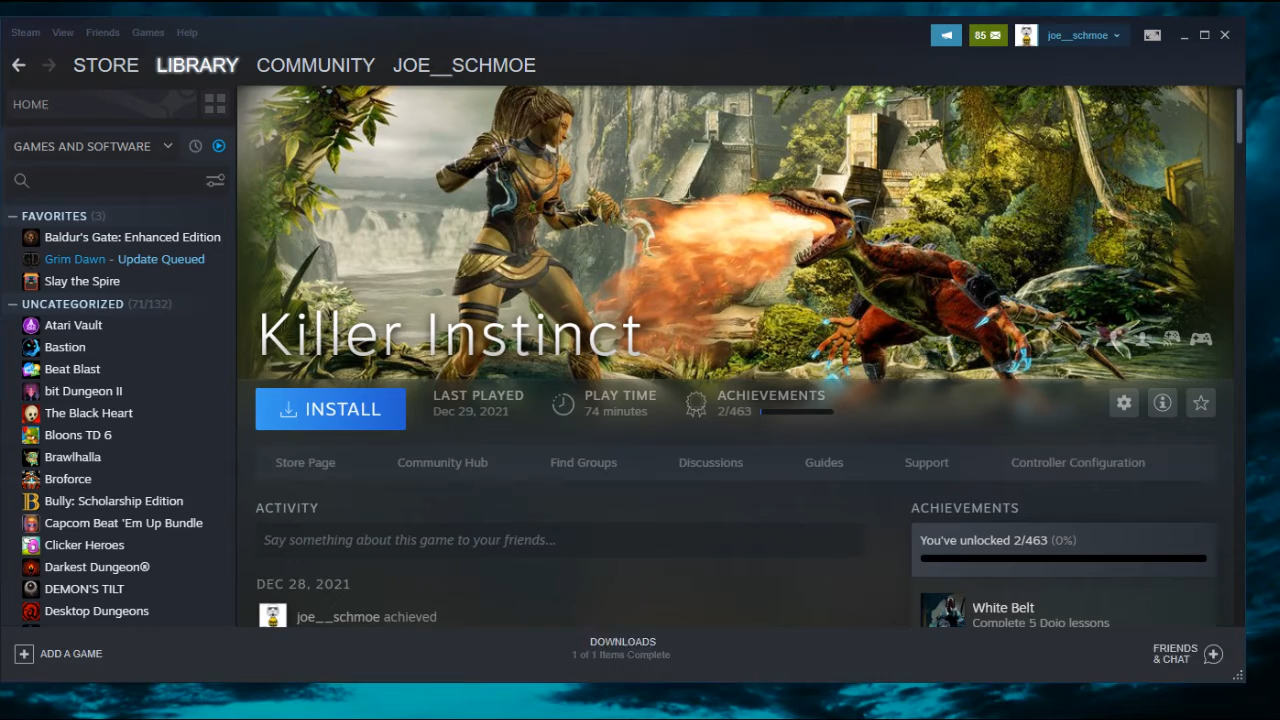 Steam View Friends Games Help
85 joe__schmoe
STORE LIBRARY COMMUNITY JOE__SCHMOE
HOME
GAMES AND SOFTWARE
FAVORITES (3)
Baldur's Gate: Enhanced Edition
Grim Dawn - Update Queued
Slay the Spire
UNCATEGORIZED (71/132)
Atari Vault
Bastion
Beat Blast
bit Dungeon II
The Black Heart
Bloons TD 6
Brawlhalla
Broforce
Bully: Scholarship Edition
Capcom Beat 'Em Up Bundle
Clicker Heroes
Darkest Dungeon®
DEMON'S TILT
Desktop Dungeons
Killer Instinct
INSTALL
LAST PLAYED
Dec 29, 2021
PLAY TIME
74 minutes
ACHIEVEMENTS
2/463
Store Page Community Hub Find Groups Discussions Guides Support Controller Configuration
ACTIVITY
Say something about this game to your friends...
DEC 28, 2021
joe__schmoe achieved
ACHIEVEMENTS
You've unlocked 2/463 (0%)
White Belt
Complete 5 Dojo lessons
ADD A GAME
DOWNLOADS
1 of 1 Items Complete
FRIENDS
& CHAT